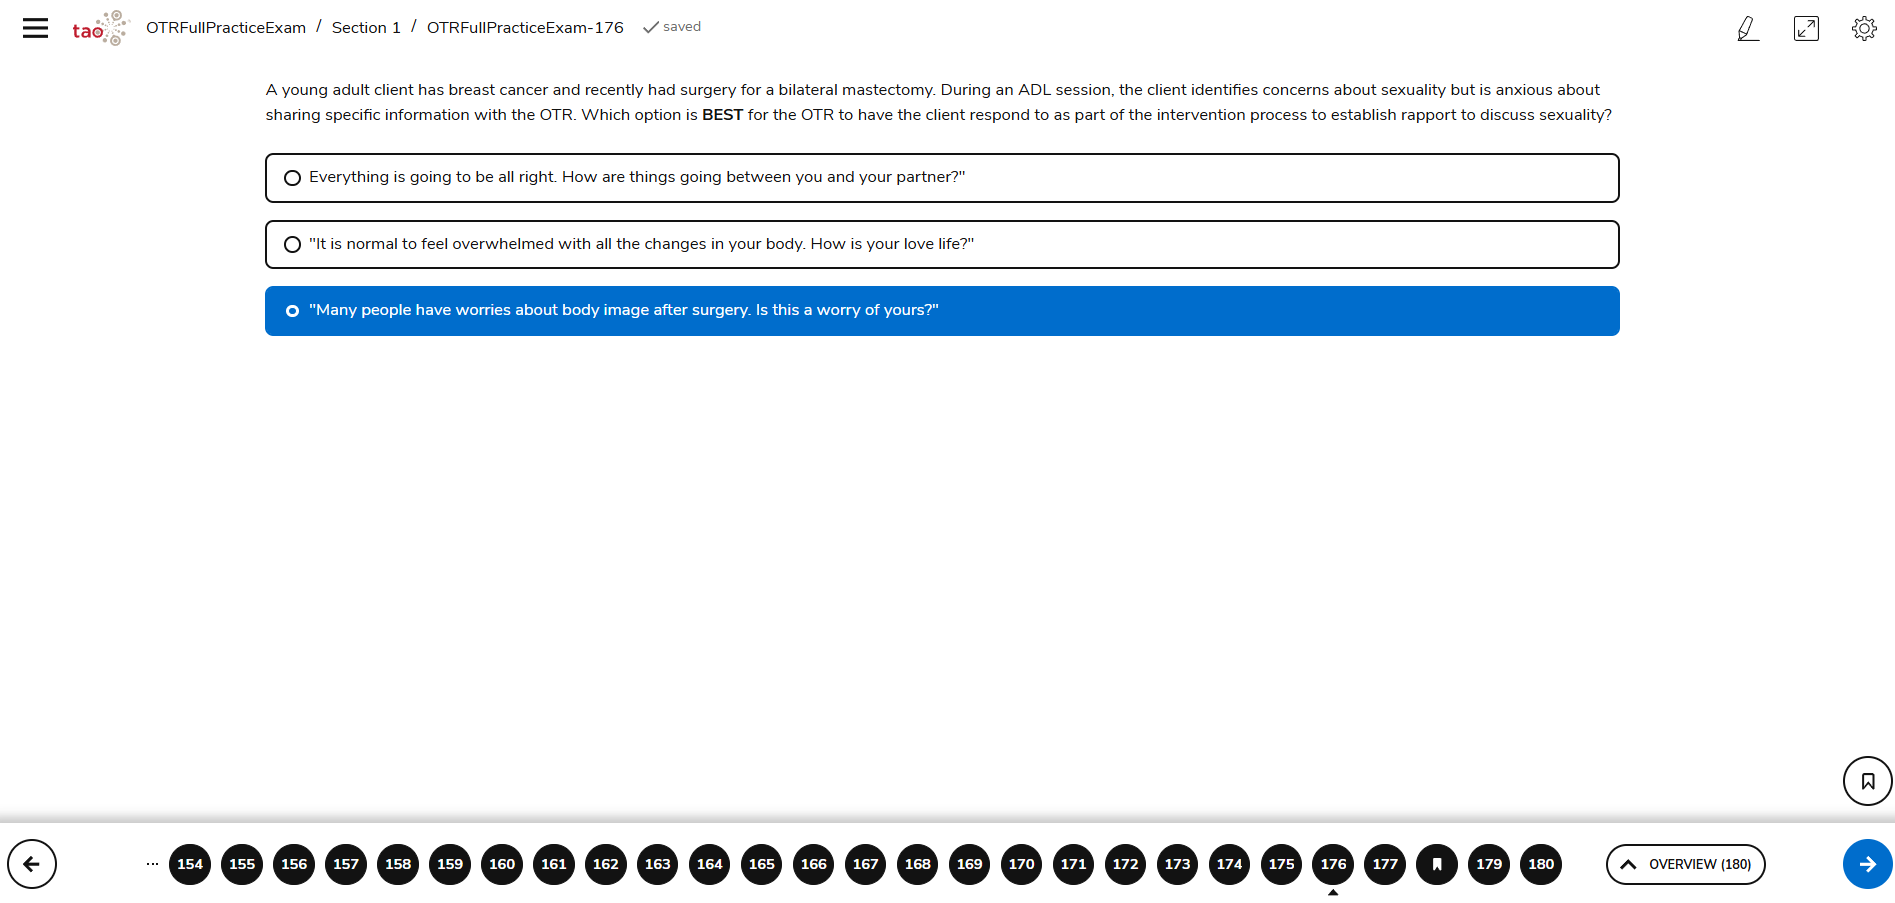 tao
OTRFullPracticeExam / Section 1 / OTRFullPracticeExam-176 saved
A young adult client has breast cancer and recently had surgery for a bilateral mastectomy. During an ADL session, the client identifies concerns about sexuality but is anxious about
sharing specific information with the OTR. Which option is BEST for the OTR to have the client respond to as part of the intervention process to establish rapport to discuss sexuality?
Everything is going to be all right. How are things going between you and your partner?"
"It is normal to feel overwhelmed with all the changes in your body. How is your love life?"
"Many people have worries about body image after surgery. Is this a worry of yours?"
... 154 155 156 157 158 159 160 161 162 163 164 165 166 167 168 169 170 171 172 173 174 175 176 177 179 180 OVERVIEW (180)